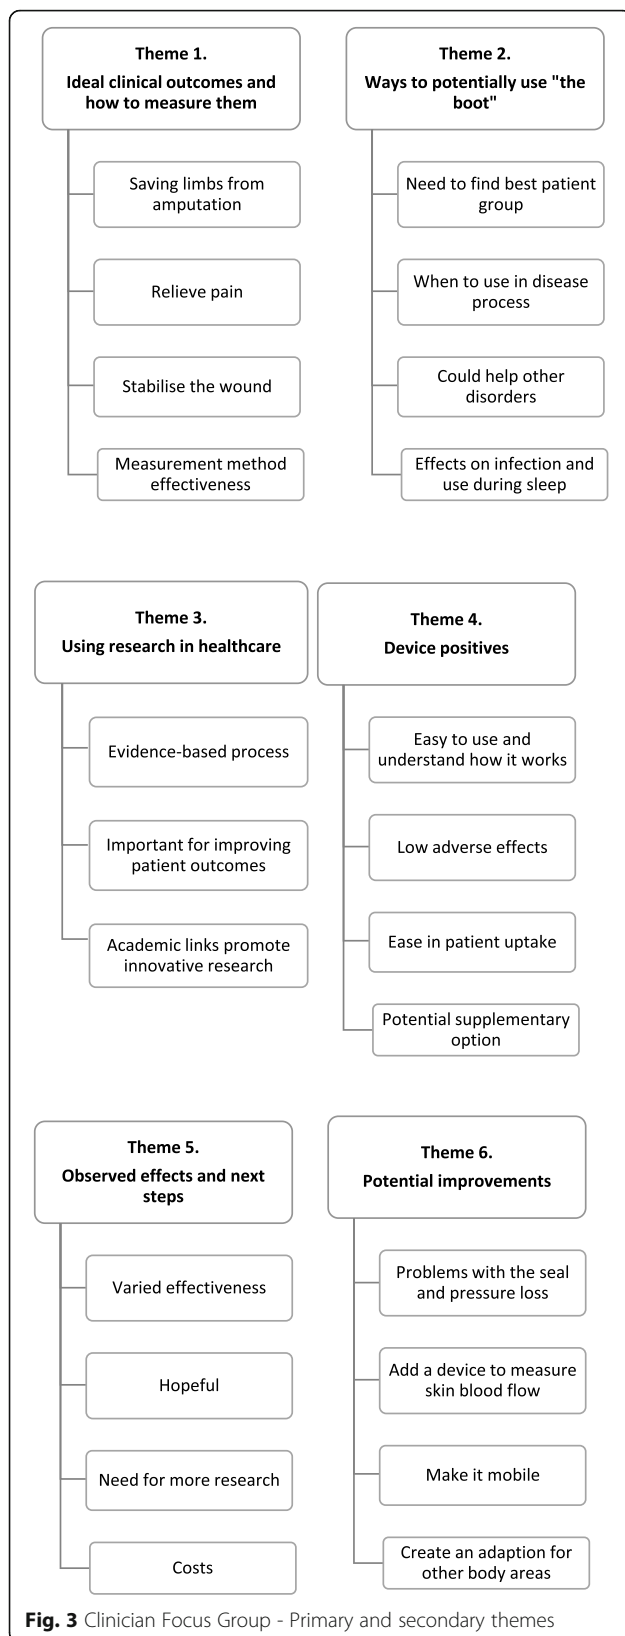 Theme 1.
Ideal clinical outcomes and
how to measure them
Saving limbs from
amputation
Relieve pain
Stabilise the wound
Measurement method
effectiveness
Theme 2.
Ways to potentially use "the
boot"
Need to find best patient
group
When to use in disease
process
Could help other
disorders
Effects on infection and
use during sleep
Theme 3.
Using research in healthcare
Evidence-based process
Important for improving
patient outcomes
Academic links promote
innovative research
Theme 4.
Device positives
Easy to use and
understand how it works
Low adverse effects
Ease in patient uptake
Potential supplementary
option
Theme 5.
Observed effects and next
steps
Varied effectiveness
Hopeful
Need for more research
Costs
Theme 6.
Potential improvements
Problems with the seal
and pressure loss
Add a device to measure
skin blood flow
Make it mobile
Create an adaption for
other body areas
Fig. 3 Clinician Focus Group - Primary and secondary themes